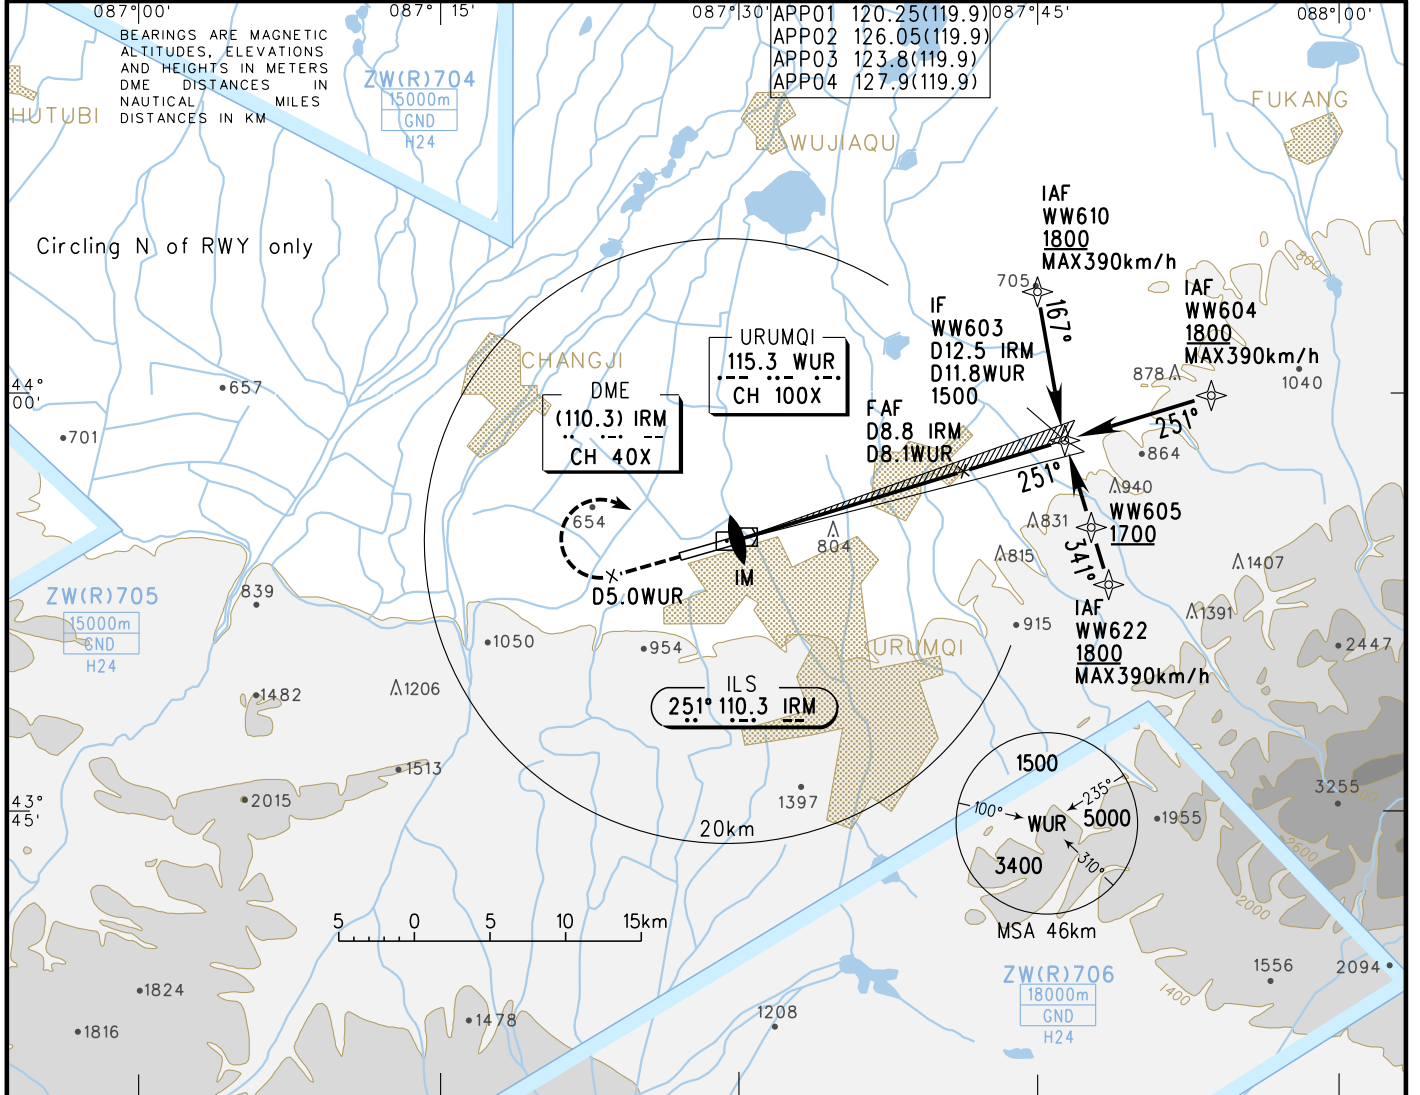 087°00'
087°15'
087°30'
087°45'
088°00'
BEARINGS ARE MAGNETIC
ALTITUDES, ELEVATIONS
AND HEIGHTS IN METERS
DME DISTANCES IN
NAUTICAL MILES
DISTANCES IN KM
APP01 120.25(119.9)
APP02 126.05(119.9)
APP03 123.8(119.9)
APP04 127.9(119.9)
ZW(R)704
15000m
GND
H24
HUTUBI
WUJIAQU
FUKANG
Circling N of RWY only
IAF
WW610
1800
MAX390km/h
705
167°
800
IAF
WW604
1800
MAX390km/h
IF
WW603
D12.5 IRM
D11.8WUR
1500
URUMQI
115.3 WUR
CH 100X
CHANGJI
DME
(110.3) IRM
CH 40X
878
1040
44°
00'
657
701
FAF
D8.8 IRM
D8.1WUR
251°
251°
864
940
WW605
1700
831
815
341°
1407
654
804
IM
D5.0WUR
IAF
WW622
1800
MAX390km/h
1391
ZW(R)705
15000m
GND
H24
839
1050
954
915
2447
URUMQI
1482
1206
ILS
251° 110.3 IRM
1513
2015
1397
43°
45'
20km
1500
235°
100°
WUR
5000
3400
310°
MSA 46km
1955
3255
2600
2000
5
0
5
10
15km
ZW(R)706
18000m
GND
H24
1556
2094
1400
1824
1816
1478
1208